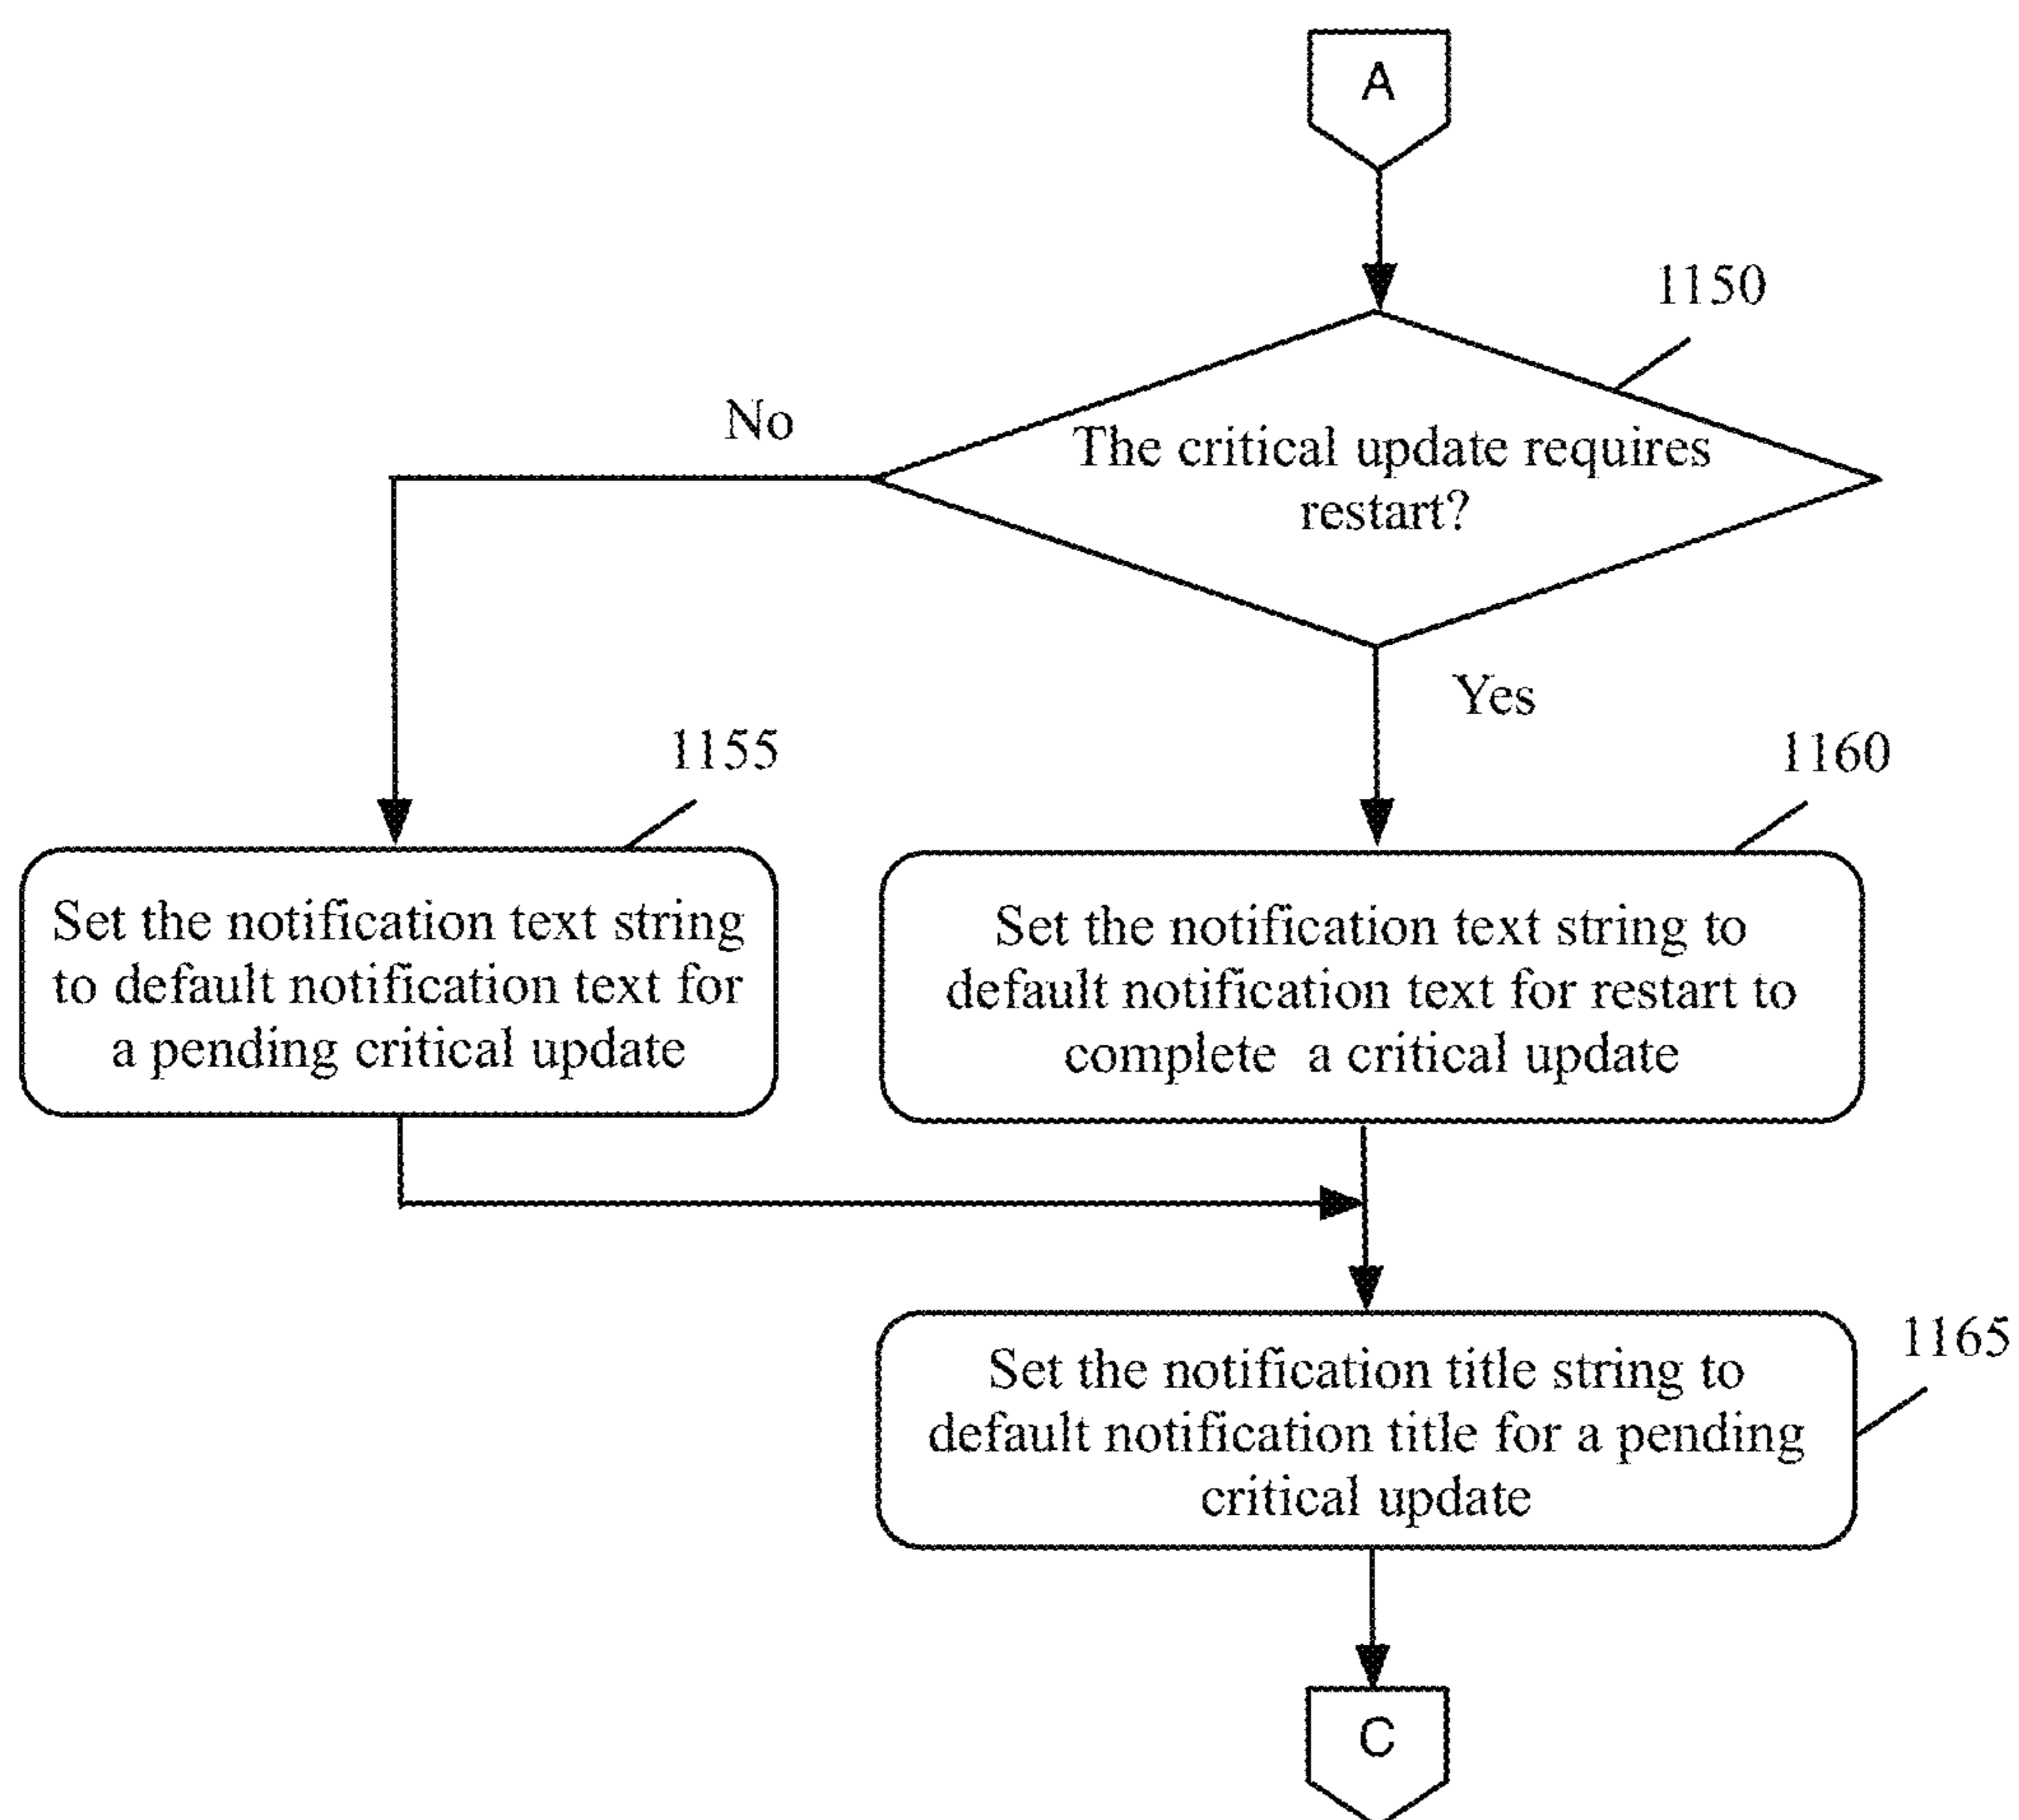 A
1150
No
The critical update requires
restart?
Yes
1155
1160
Set the notification text string
to default notification text for
a pending critical update
Set the notification text string to
default notification text for restart to
complete a critical update
1165
Set the notification title string to
default notification title for a pending
critical update
C